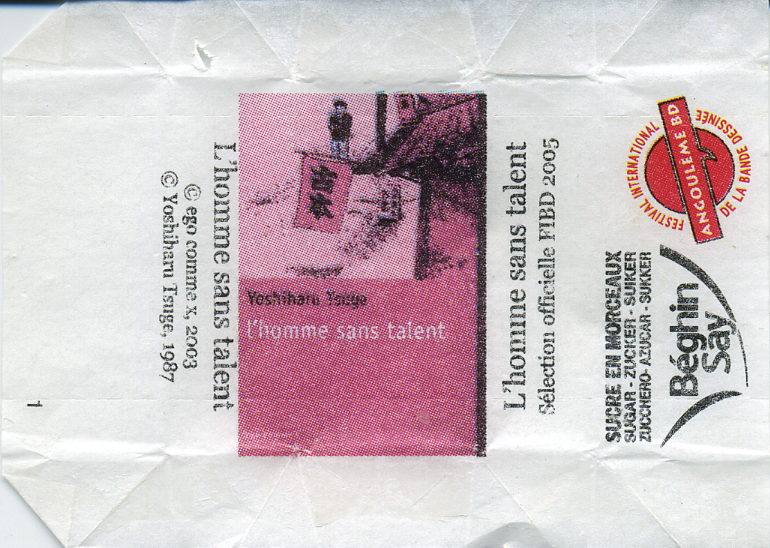 L'homme sans talent
© ego comme x, 2003
© Yoshiharu Tsuge, 1987
Yoshiharu Tsuge
l'homme sans talent
L'homme sans talent
Sélection officielle FIBD 2005
FESTIVAL INTERNATIONAL
ANGOULÊME BD
DE LA BANDE DESSINÉE
SUCRE EN MORCEAUX
SUGAR - ZUCKER - SUIKER
ZUCCHERO - AZUCAR - SUKKER
Béghin
Say
1